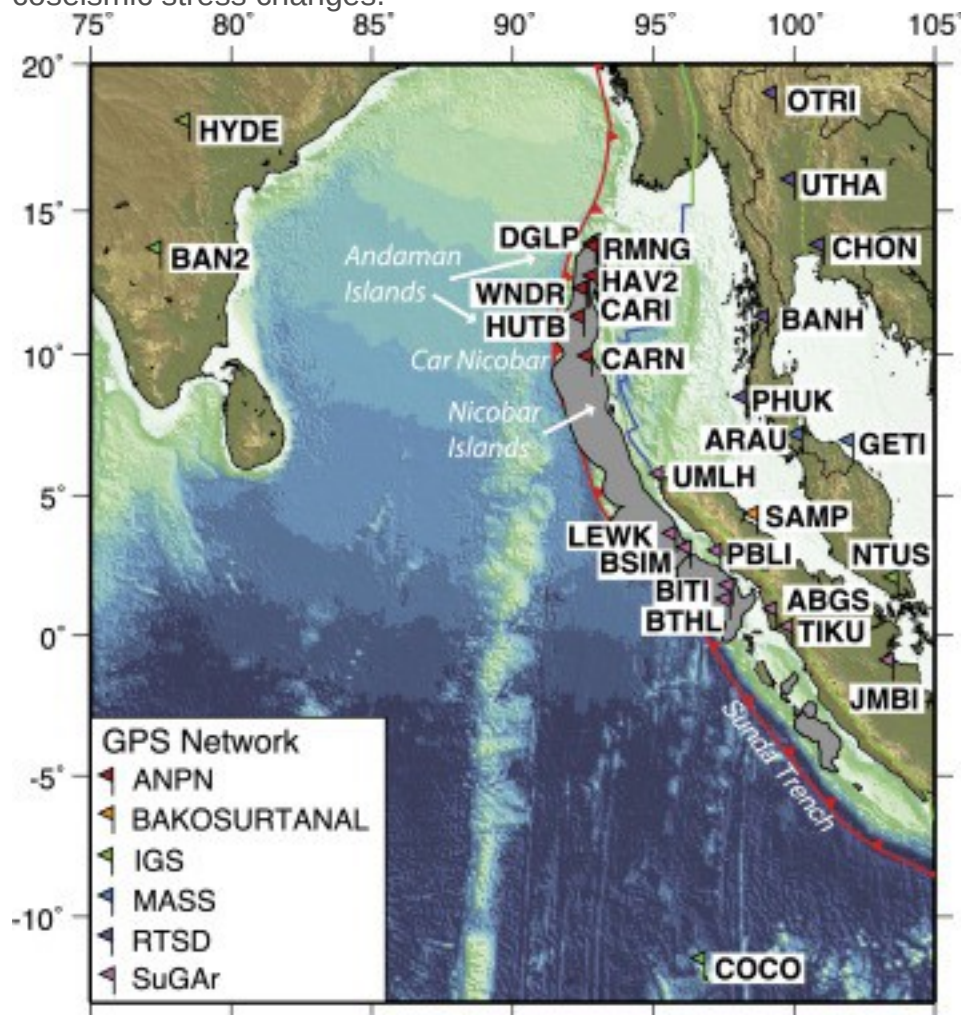 coseismic stress changes.
75° 80° 85° 90° 95° 100° 105°
20°
OTRI
HYDE
UTHA
15°
DGLP RMNG CHON
BAN2
Andaman
Islands
HAV2
WNDR
CARI
HUTB
BANH
10°
Car Nicobar
CARN
PHUK
Nicobar
Islands
ARAU GETI
UMLH
5°
SAMP
LEWK
BSIM
PBLI NTUS
BITI
ABGS
BTHL
TIKU
0°
JMBI
Sunda Trench
GPS Network
ANPN
BAKOSURTANAL
IGS
MASS
RTSD
SuGAr
-5°
-10°
COCO